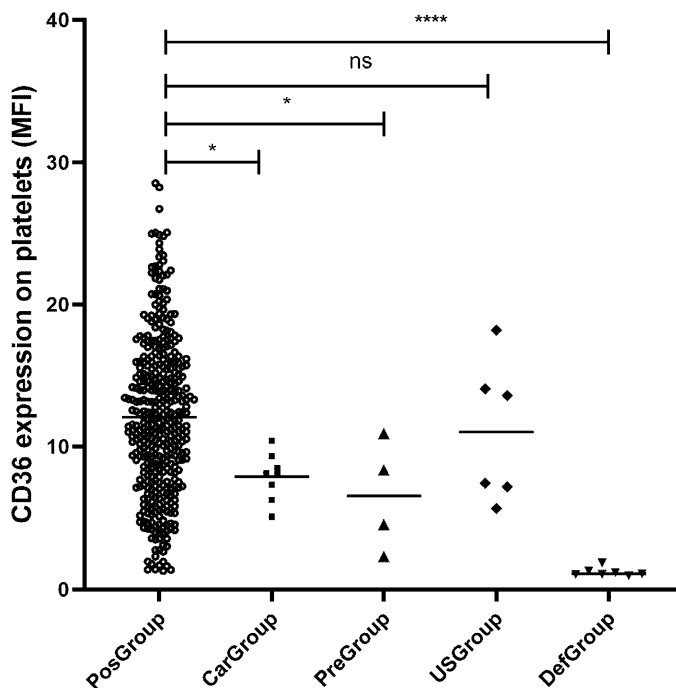 ****
ns
*
*
CD36 expression on platelets (MFI)
40
30
20
10
0
PosGroup
CarGroup
PreGroup
USGroup
DefGroup